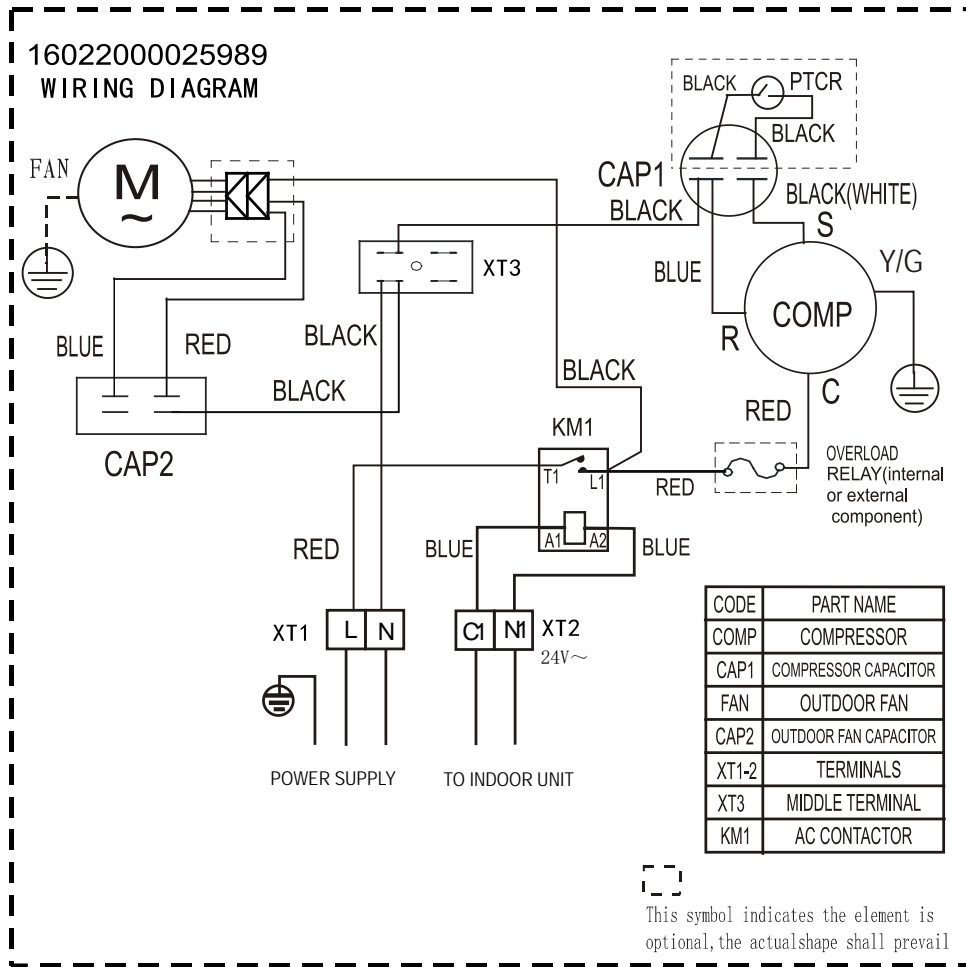 16022000025989
WIRING DIAGRAM
FAN
M
~
BLACK
PTCR
BLACK
CAP1
BLACK
BLACK(WHITE)
S
XT3
BLUE
Y/G
COMP
R
C
BLUE
RED
BLACK
BLACK
BLACK
RED
CAP2
KM1
T1
L1
RED
OVERLOAD
RELAY(internal
or external
component)
A1
A2
RED
BLUE
BLUE
XT1
L
N
C1
N1
XT2
24V~
POWER SUPPLY
TO INDOOR UNIT
CODE PART NAME
COMP COMPRESSOR
CAP1 COMPRESSOR CAPACITOR
FAN OUTDOOR FAN
CAP2 OUTDOOR FAN CAPACITOR
XT1-2 TERMINALS
XT3 MIDDLE TERMINAL
KM1 AC CONTACTOR
This symbol indicates the element is
optional,the actualshape shall prevail